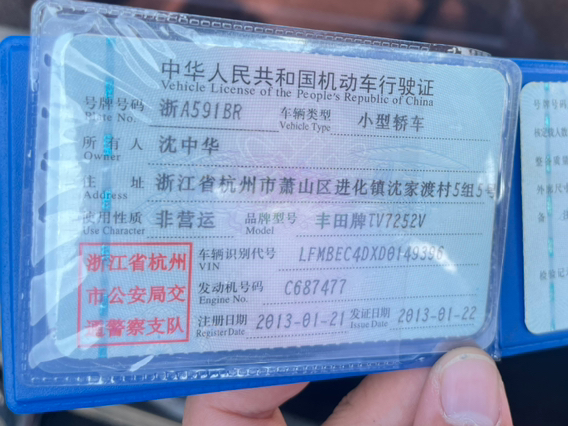 中华人民共和国机动车行驶证
Vehicle License of the People's Republic of China
号牌号码 浙A591BR 车辆类型 小型轿车
Plate No. Vehicle Type
所有人 沈中华
Owner
住址 浙江省杭州市萧山区进化镇沈家渡村5组5号
Address
使用性质 非营运 品牌型号 丰田牌TV7252V
Use Character Model
浙江省杭州
市公安局交
通警察支队
车辆识别代号 LFMBEC4DXD0149396
VIN
发动机号码 C687477
Engine No.
注册日期 2013-01-21 发证日期 2013-01-22
Register Date Issue Date
号牌号码